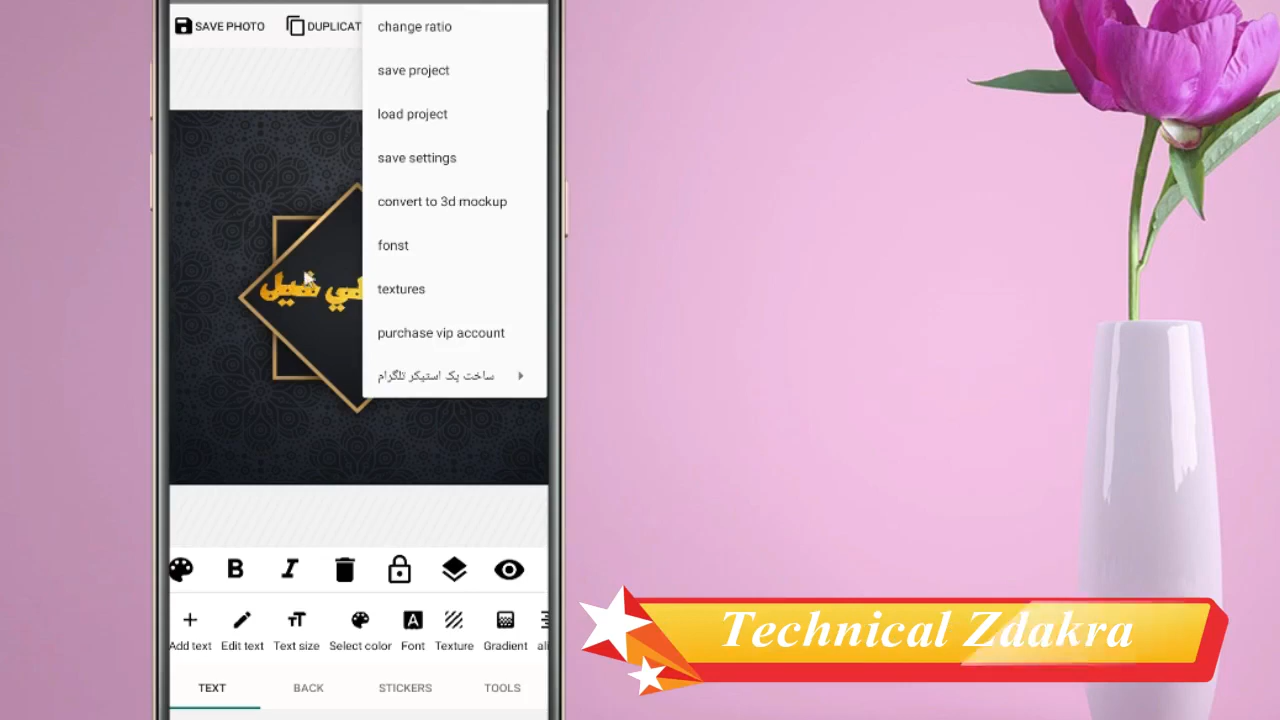 SAVE PHOTO
DUPLICAT
change ratio
save project
load project
save settings
convert to 3d mockup
fonst
textures
purchase vip account
ساخت پک استیکر تلگرام
Add text
Edit text
Text size
Select color
Font
Texture
Gradient
TEXT
BACK
STICKERS
TOOLS
Technical Zdakra